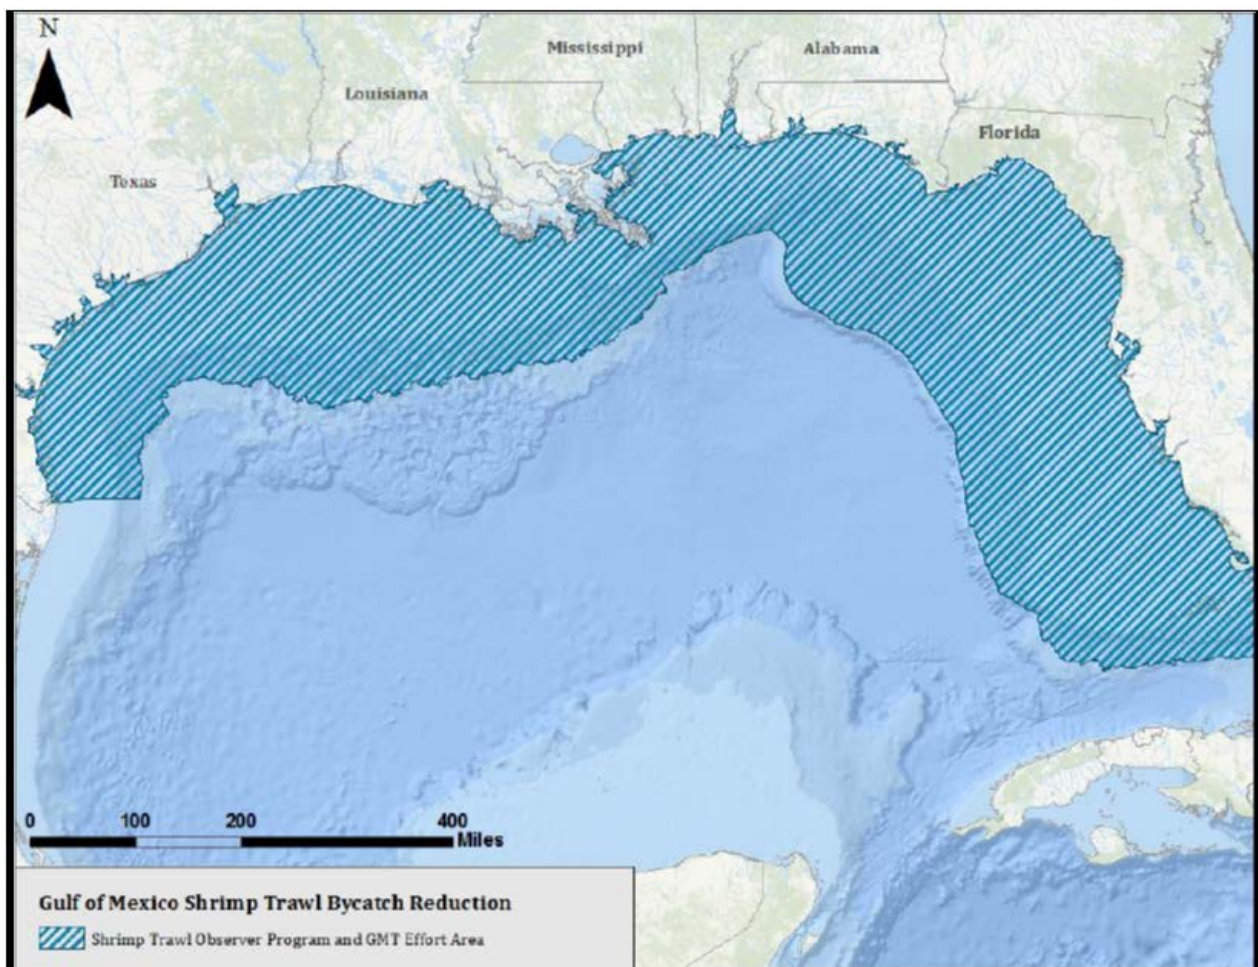 N
Mississippi
Alabama
Louisiana
Florida
Texas
0 100 200 400
Miles
Gulf of Mexico Shrimp Trawl Bycatch Reduction
Shrimp Trawl Observer Program and GMT Effort Area